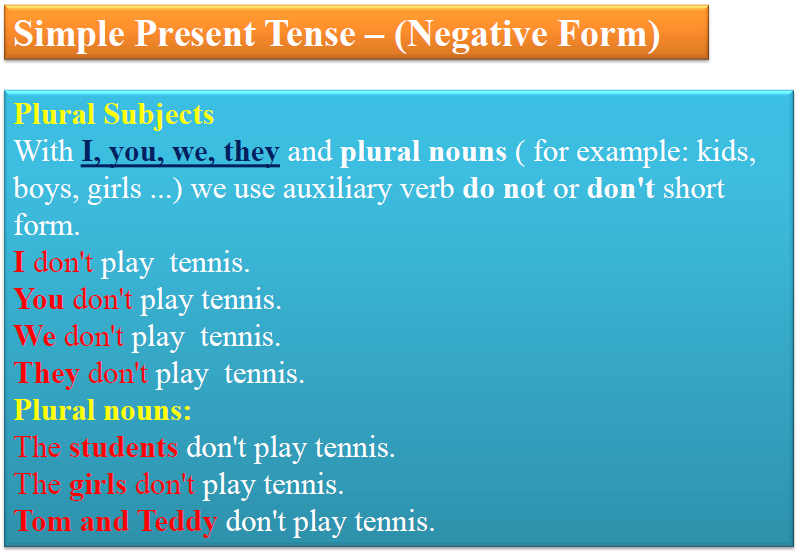 Simple Present Tense – (Negative Form)
Plural Subjects
With I, you, we, they and plural nouns ( for example: kids,
boys, girls ...) we use auxiliary verb do not or don't short
form.
I don't play  tennis.
You don't play tennis.
We don't play  tennis.
They don't play  tennis.
Plural nouns:
The students don't play tennis.
The girls don't play tennis.
Tom and Teddy don't play tennis.